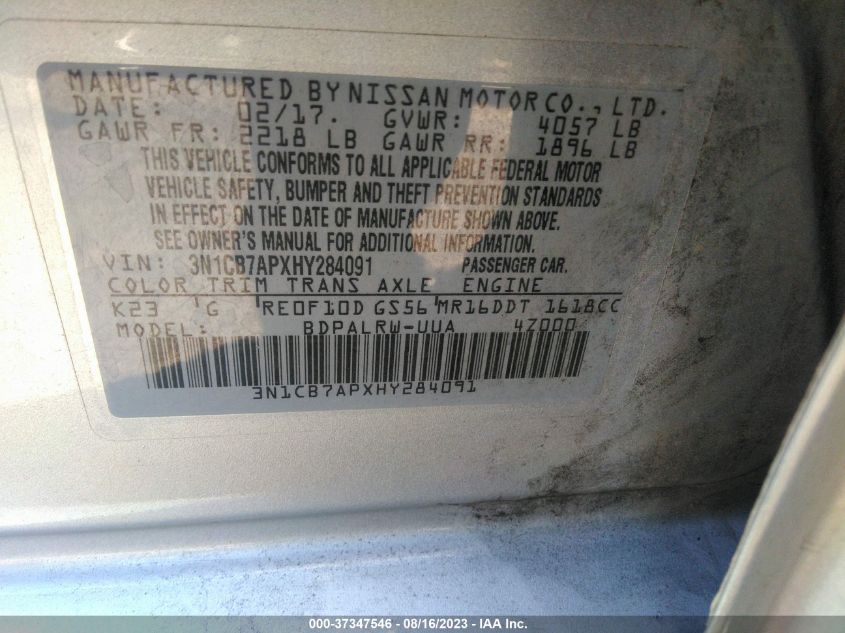 MANUFACTURED BY NISSAN MOTOR CO., LTD.
DATE: 02/17. GVWR: 4057 LB
GAWR FR: 2218 LB GAWR RR: 1896 LB
THIS VEHICLE CONFORMS TO ALL APPLICABLE FEDERAL MOTOR
VEHICLE SAFETY, BUMPER AND THEFT PREVENTION STANDARDS
IN EFFECT ON THE DATE OF MANUFACTURE SHOWN ABOVE.
SEE OWNER'S MANUAL FOR ADDITIONAL INFORMATION.
VIN: 3N1CB7APXHY284091 PASSENGER CAR.
COLOR TRIM TRANS AXLE ENGINE
K23 G RE0F10D GS56 MR16DDT 1618CC
MODEL: BDPALRW-UUA 4Z000
3N1CB7APXHY284091
000-37347546 - 08/16/2023 - IAA Inc.